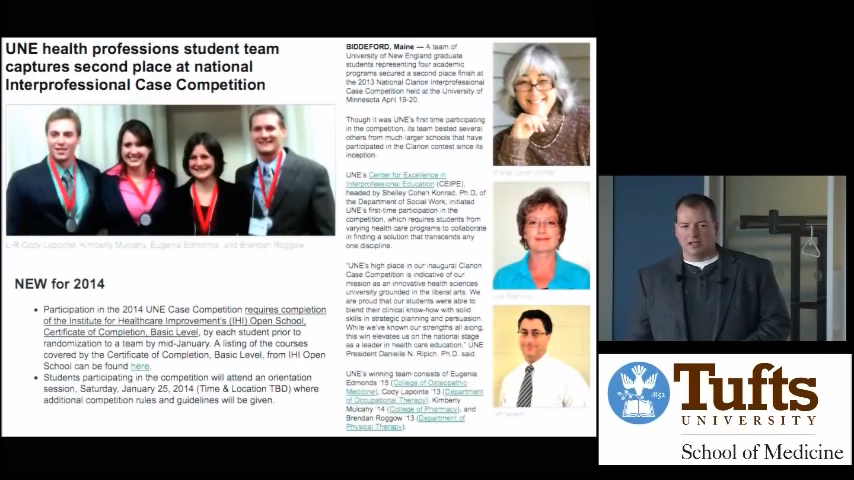 UNE health professions student team
captures second place at national
Interprofessional Case Competition
L-R Cody Lapointe, Kimberly Mulcahy, Eugenia Edmonds, and Brendan Roggow
NEW for 2014
• Participation in the 2014 UNE Case Competition requires completion
of the Institute for Healthcare Improvement's (IHI) Open School,
Certificate of Completion, Basic Level, by each student prior to
randomization to a team by mid-January. A listing of the courses
covered by the Certificate of Completion, Basic Level, from IHI Open
School can be found here.
• Students participating in the competition will attend an orientation
session, Saturday, January 25, 2014 (Time & Location TBD) where
additional competition rules and guidelines will be given.
BIDDEFORD, Maine — A team of
University of New England graduate
students representing four academic
programs secured a second place finish at
the 2013 National Clarion Interprofessional
Case Competition held at the University of
Minnesota April 19-20.
Though it was UNE's first time participating
in the competition, its team bested several
others from much larger schools that have
participated in the Clarion contest since its
inception.
UNE's Center for Excellence in
Interprofessional Education (CEIPE),
headed by Shelley Cohen Konrad, Ph.D, of
the Department of Social Work, initiated
UNE's first-time participation in the
competition, which requires students from
varying health care programs to collaborate
in finding a solution that transcends any
one discipline.
"UNE's high place in our inaugural Clarion
Case Competition is indicative of our
mission as an innovative health sciences
university grounded in the liberal arts. We
are proud that our students were able to
blend their clinical know-how with solid
skills in strategic planning and persuasion.
While we've known our strengths all along,
this win elevates us on the national stage
as a leader in health care education," UNE
President Danielle N. Ripich, Ph.D. said.
UNE's winning team consists of Eugenia
Edmonds '15 (College of Osteopathic
Medicine), Cody Lapointe '13 (Department
of Occupational Therapy), Kimberly
Mulcahy '14 (College of Pharmacy), and
Brendan Roggow '13 (Department of
Physical Therapy).
1852
Tufts
UNIVERSITY
School of Medicine